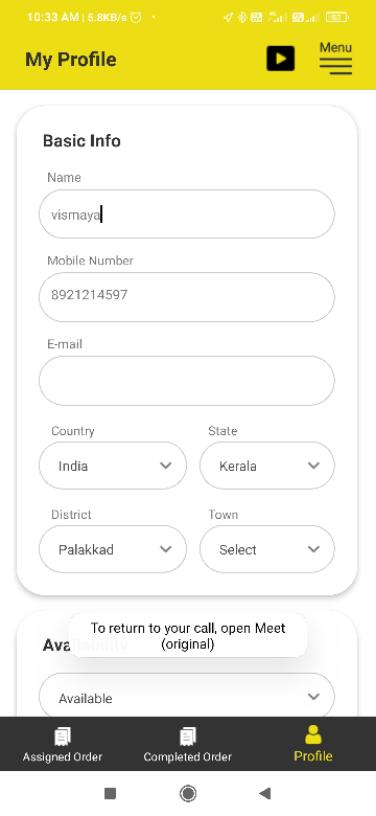 10:33 AM | 5.8KB/s
My Profile
Menu
Basic Info
Name
vismaya
Mobile Number
8921214597
E-mail
Country
State
India
Kerala
District
Town
Palakkad
Select
To return to your call, open Meet
(original)
Availability
Available
Assigned Order
Completed Order
Profile